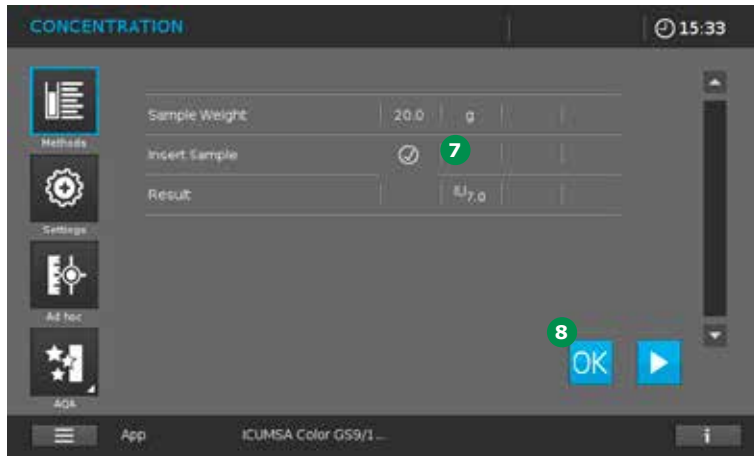 CONCENTRATION 15:33
Methods
Sample Weight 20.0 g
Insert Sample 7
Result IU7.0
Settings
Ad hoc
8
OK
AQA
App ICUMSA Color GS9/1... i